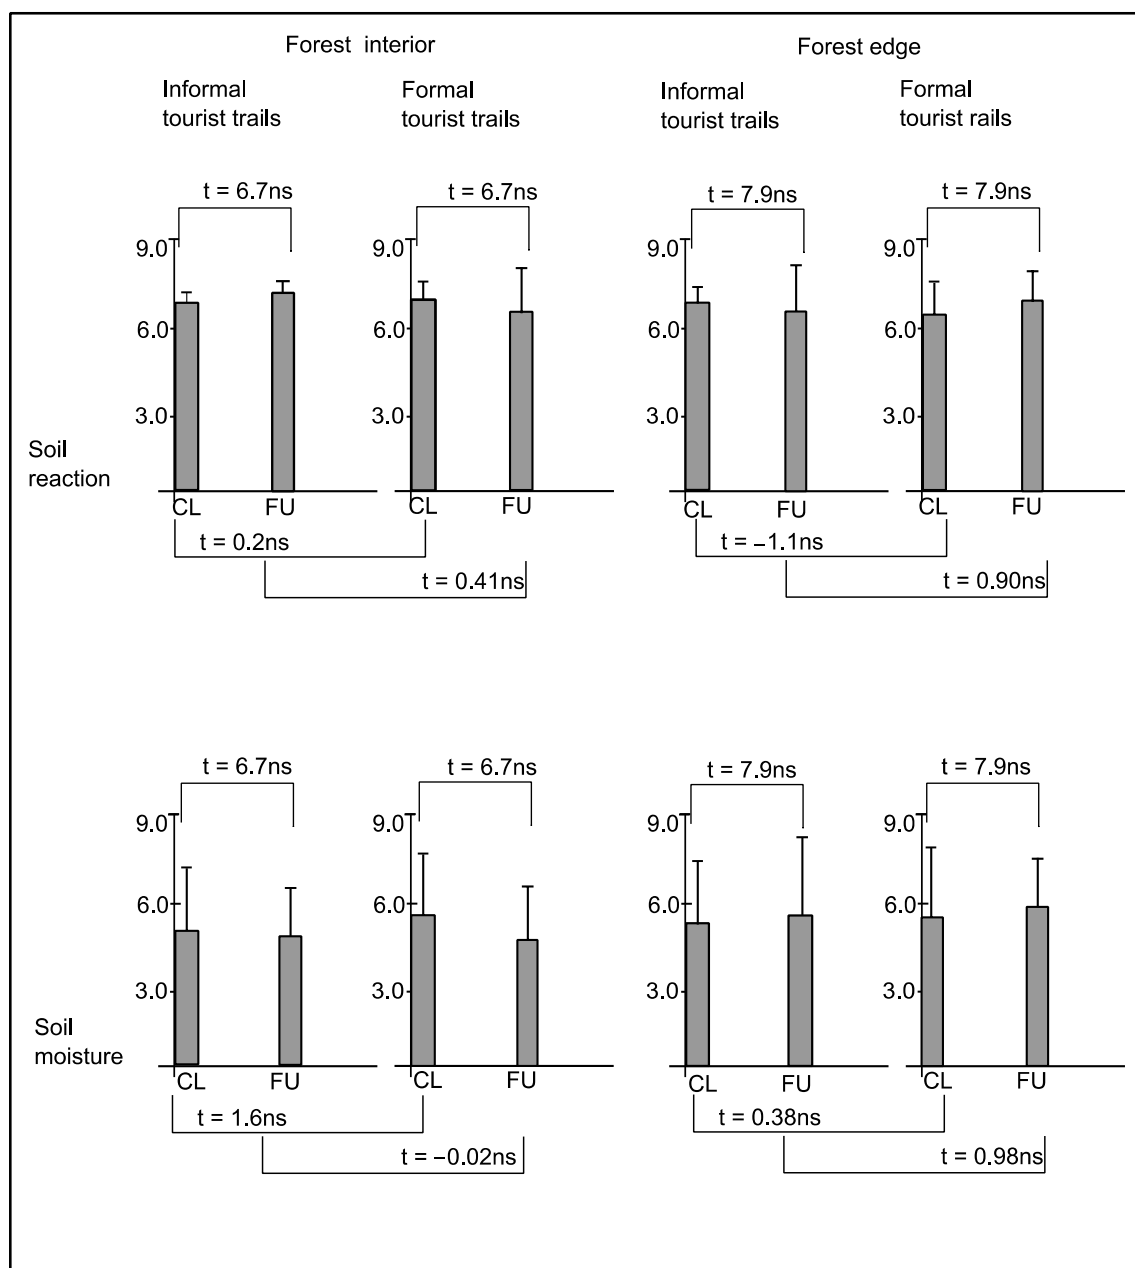 Forest interior
Forest edge
Informal
tourist trails
Formal
tourist trails
Informal
tourist trails
Formal
tourist rails
t = 6.7ns
t = 6.7ns
t = 7.9ns
t = 7.9ns
9.0
9.0
9.0
9.0
6.0
6.0
6.0
6.0
3.0
3.0
3.0
3.0
Soil
reaction
CL
FU
CL
FU
CL
FU
CL
FU
t = 0.2ns
t = –1.1ns
t = 0.41ns
t = 0.90ns
t = 6.7ns
t = 6.7ns
t = 7.9ns
t = 7.9ns
9.0
9.0
9.0
9.0
6.0
6.0
6.0
6.0
3.0
3.0
3.0
3.0
Soil
moisture
CL
FU
CL
FU
CL
FU
CL
FU
t = 1.6ns
t = 0.38ns
t = –0.02ns
t = 0.98ns